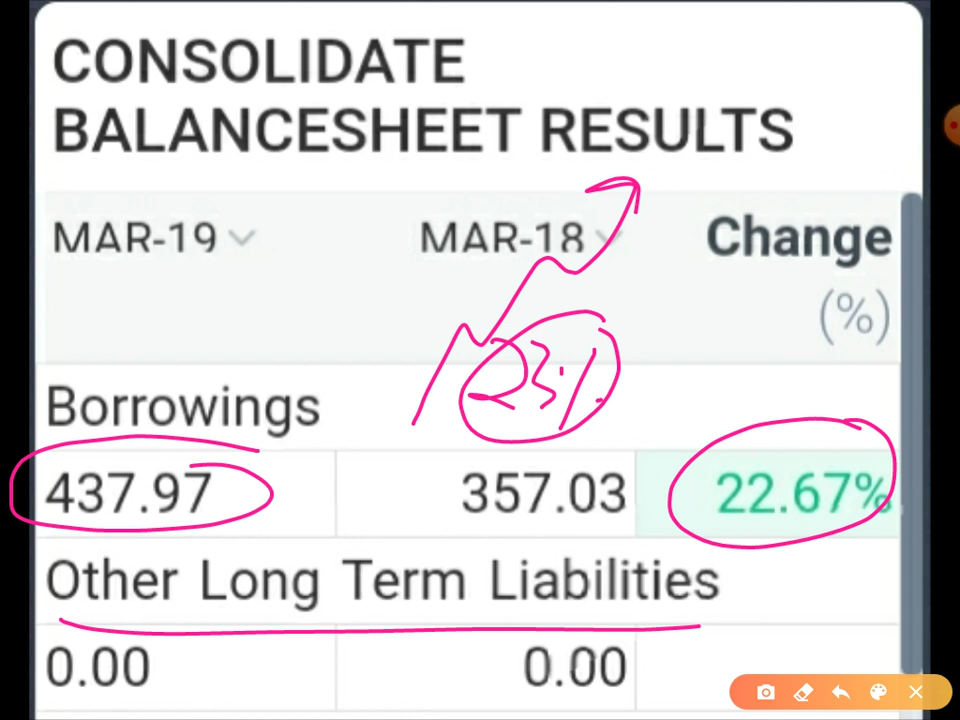 CONSOLIDATE
BALANCESHEET RESULTS
MAR-19 MAR-18 Change
(%)
23%
Borrowings
437.97 357.03 22.67%
Other Long Term Liabilities
0.00 0.00